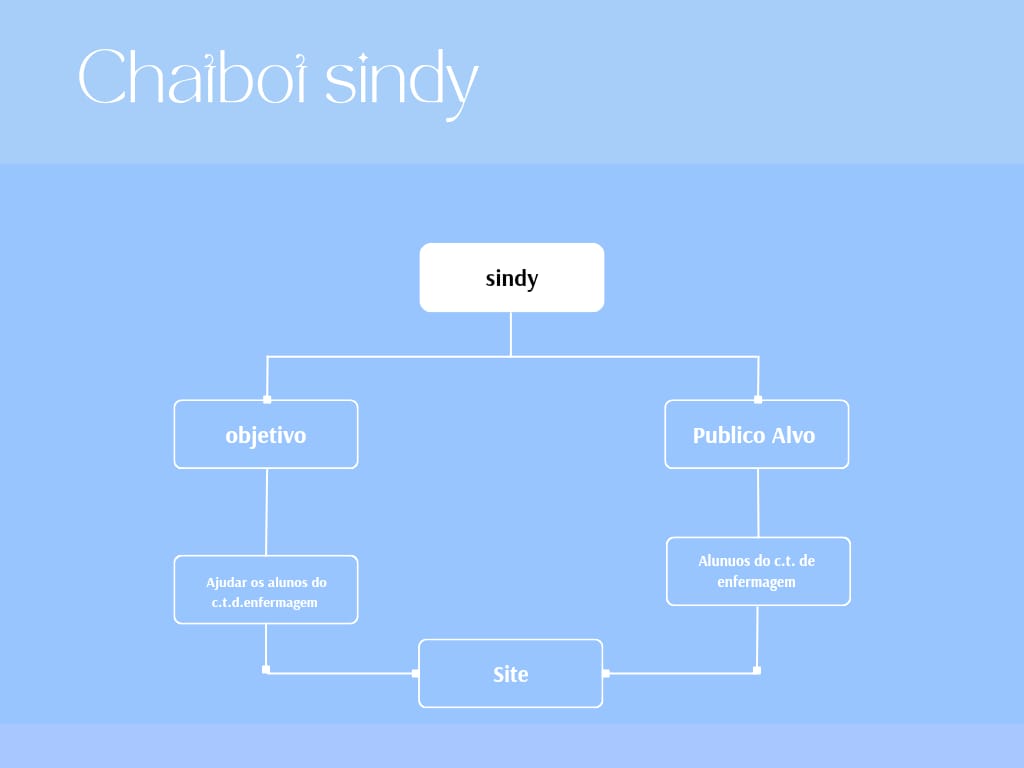 Chatbot sindy
sindy
objetivo
Publico Alvo
Ajudar os alunos do
c.t.d.enfermagem
Alunuos do c.t. de
enfermagem
Site